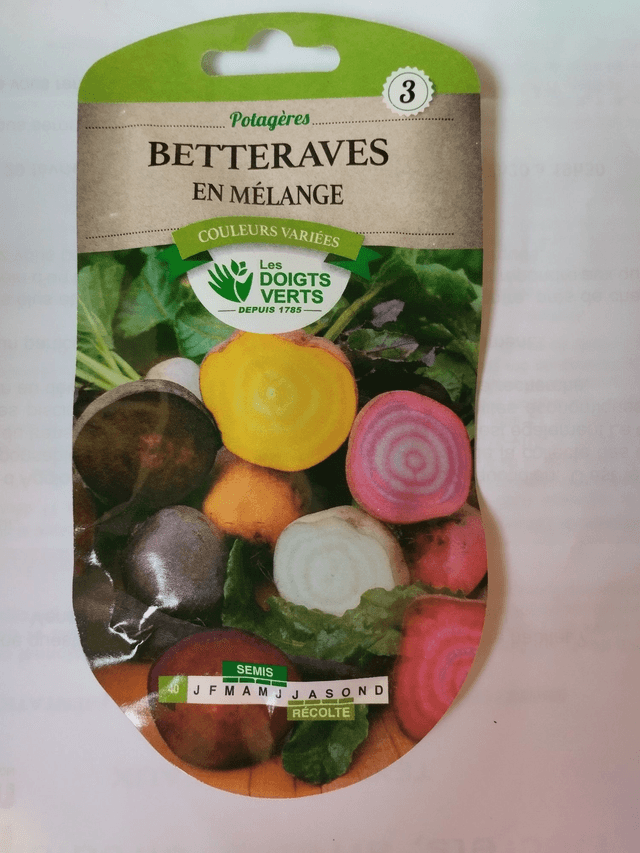 3
Potagères
BETTERAVES
EN MÉLANGE
COULEURS VARIÉES
Les
DOIGTS
VERTS
DEPUIS 1785
SEMIS
40 J F M A M J J A S O N D
RÉCOLTE